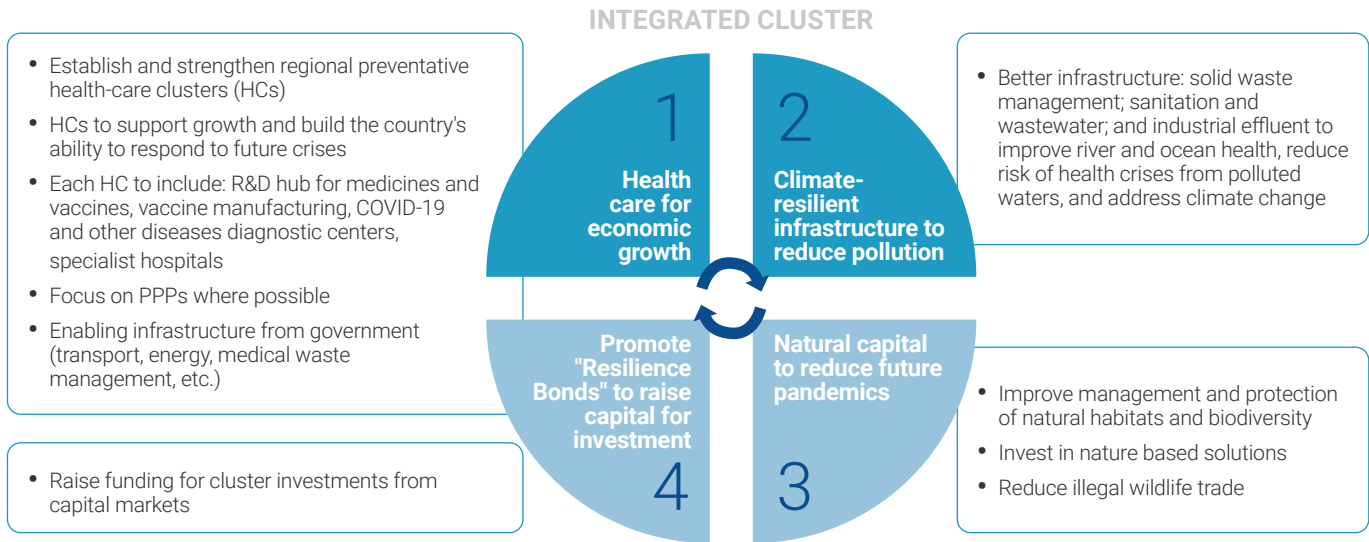 INTEGRATED CLUSTER
• Establish and strengthen regional preventative
health-care clusters (HCs)
• HCs to support growth and build the country's
ability to respond to future crises
• Each HC to include: R&D hub for medicines and
vaccines, vaccine manufacturing, COVID-19
and other diseases diagnostic centers,
specialist hospitals
• Focus on PPPs where possible
• Enabling infrastructure from government
(transport, energy, medical waste
management, etc.)
1
Health
care for
economic
growth
2
Climate-
resilient
infrastructure to
reduce pollution
• Better infrastructure: solid waste
management; sanitation and
wastewater; and industrial effluent to
improve river and ocean health, reduce
risk of health crises from polluted
waters, and address climate change
Promote
"Resilience
Bonds" to raise
capital for
investment
4
• Raise funding for cluster investments from
capital markets
Natural capital
to reduce future
pandemics
3
• Improve management and protection
of natural habitats and biodiversity
• Invest in nature based solutions
• Reduce illegal wildlife trade